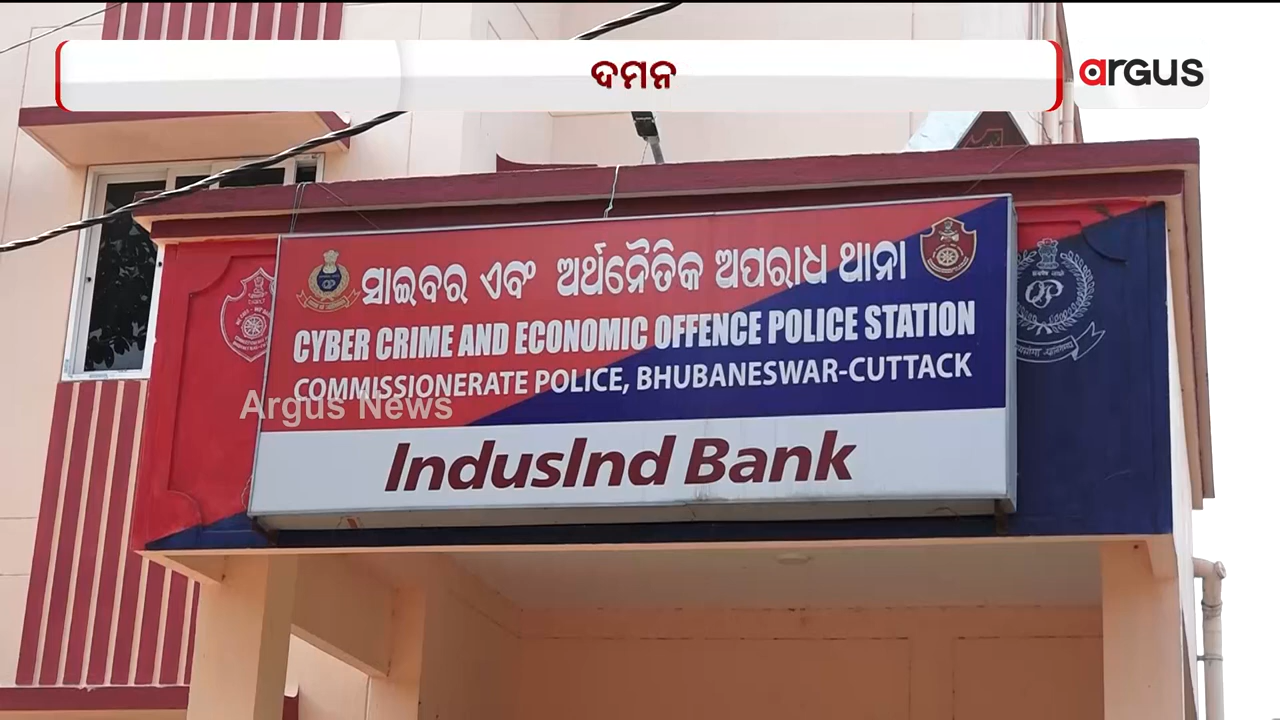 ଦମନ
argus
ସାଇବର ଏବଂ ଅର୍ଥନୈତିକ ଅପରାଧ ଥାନା
CYBER CRIME AND ECONOMIC OFFENCE POLICE STATION
COMMISSIONERATE POLICE, BHUBANESWAR-CUTTACK
Argus News
IndusInd Bank